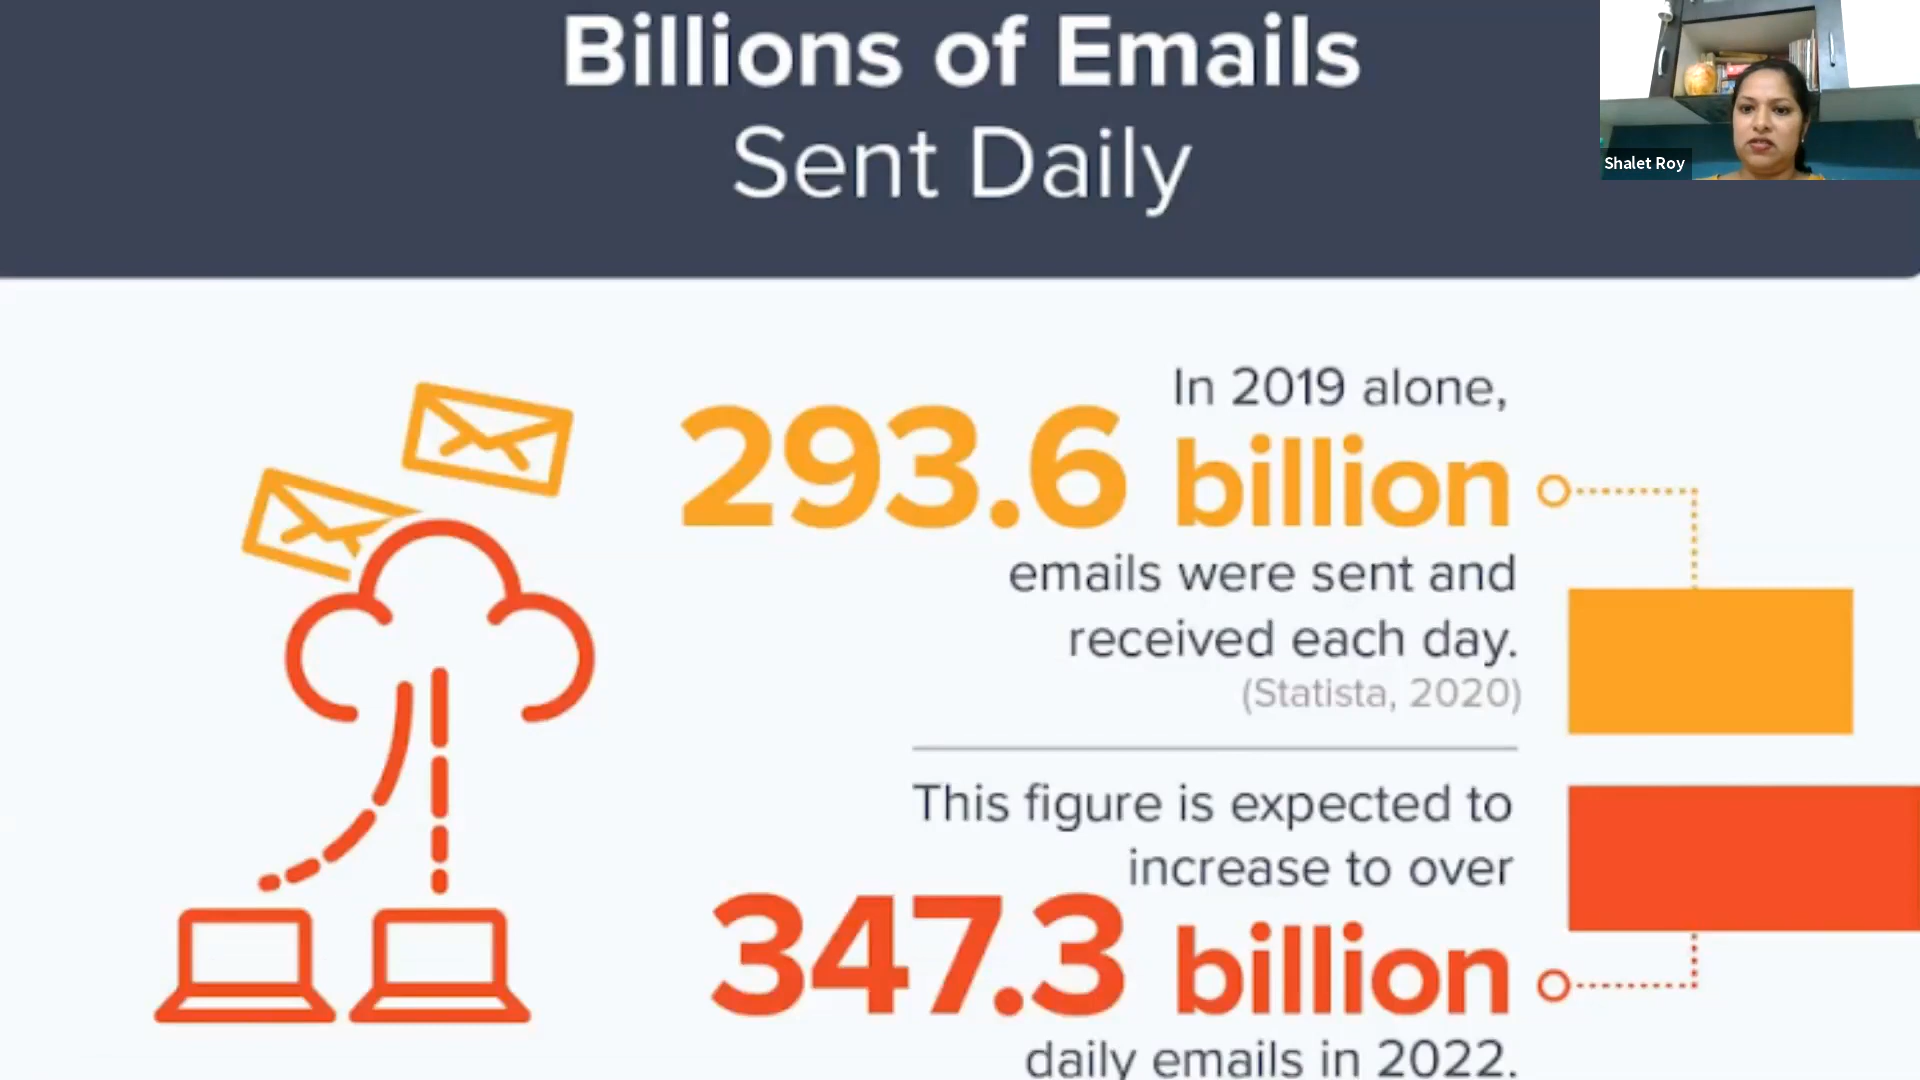 Billions of Emails
Sent Daily
Shalet Roy
In 2019 alone,
293.6 billion
emails were sent and
received each day.
(Statista, 2020)
This figure is expected to
increase to over
347.3 billion
daily emails in 2022.